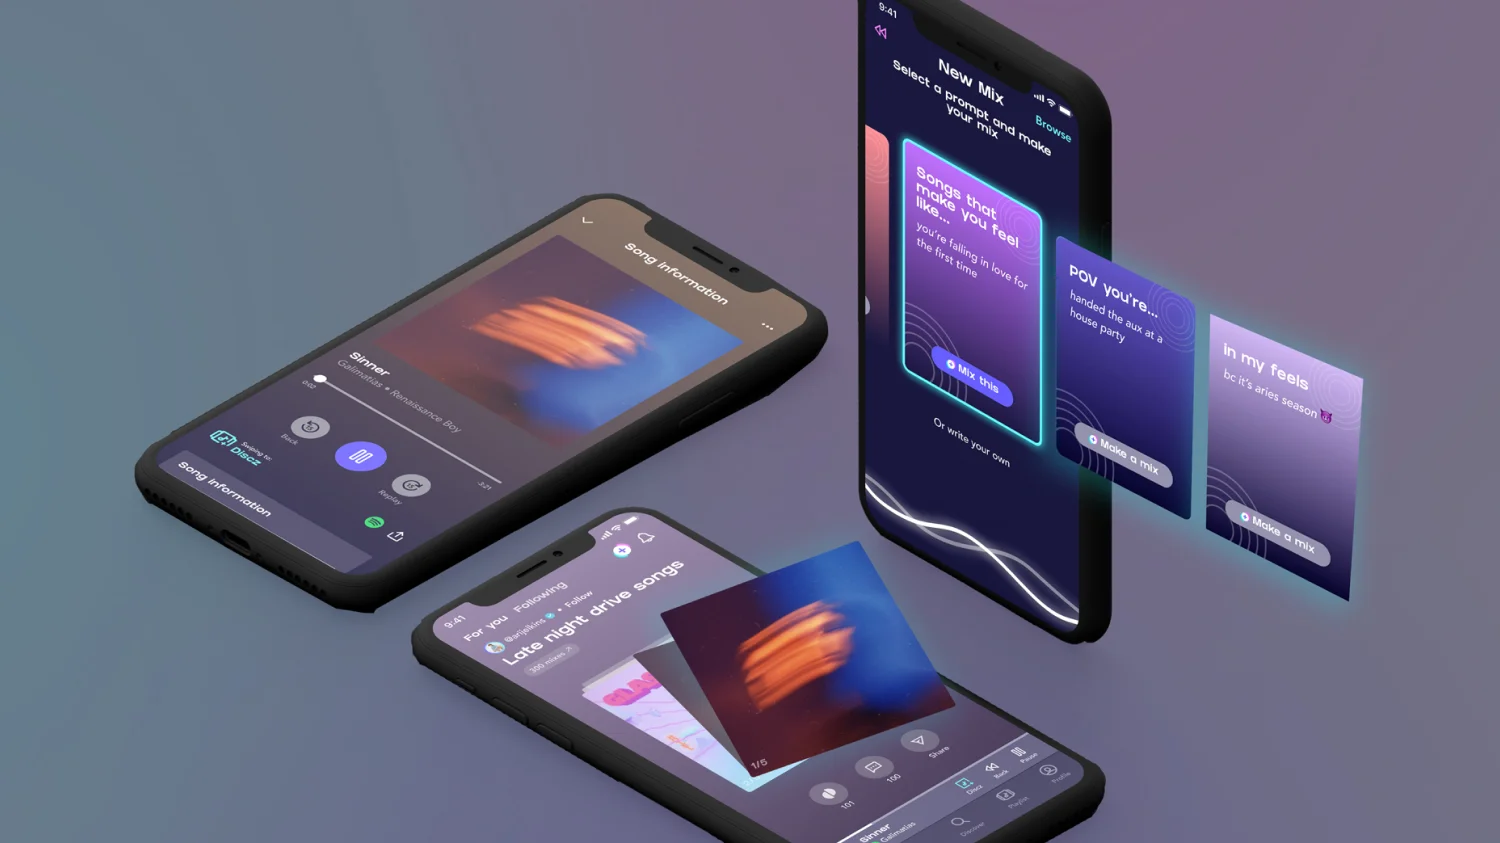 Song information
Sinner
Galimatias • Renaissance Boy
0:02
-3:21
Back
15
15
Replay
Swiping to:
Discz
Song information
9:41
New Mix
Browse
Select a prompt and make
your mix
Songs that
make you feel
like...
you're falling in love for
the first time
Mix this
POV you're...
handed the aux at a
house party
Make a mix
in my feels
bc it's aries season 😈
Make a mix
Or write your own
9:41
For you Following
@arijelkins • Follow
Late night drive songs
300 mixes
1/5
101
100
Share
Sinner
Galimatias
Discz
Back
Pause
Discover
Playlist
Profile